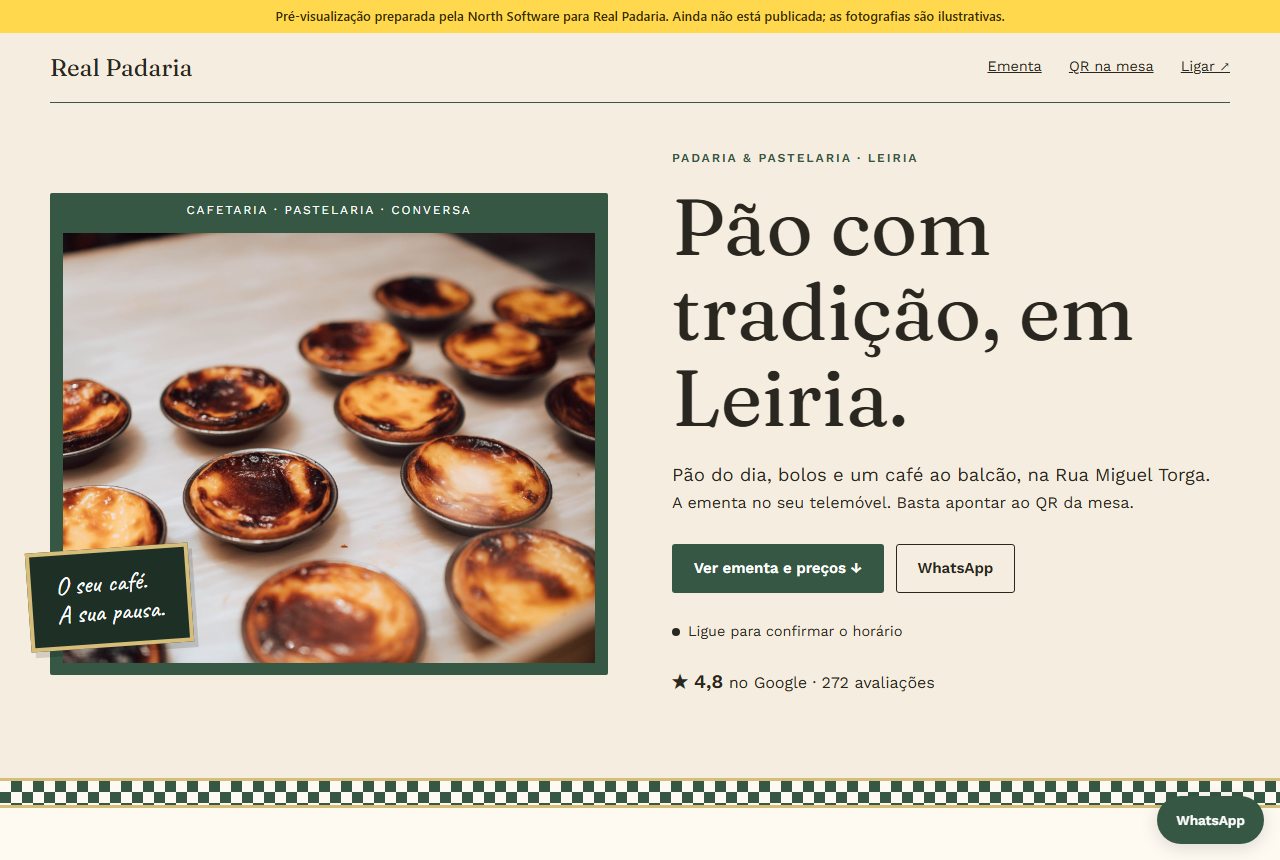 Pré-visualização preparada pela North Software para Real Padaria. Ainda não está publicada; as fotografias são ilustrativas.
Real Padaria
Ementa
QR na mesa
Ligar ↗
CAFETARIA · PASTELARIA · CONVERSA
O seu café.
A sua pausa.
PADARIA & PASTELARIA · LEIRIA
Pão com
tradição, em
Leiria.
Pão do dia, bolos e um café ao balcão, na Rua Miguel Torga.
A ementa no seu telemóvel. Basta apontar ao QR da mesa.
Ver ementa e preços ↓
WhatsApp
Ligue para confirmar o horário
★ 4,8 no Google · 272 avaliações
WhatsApp